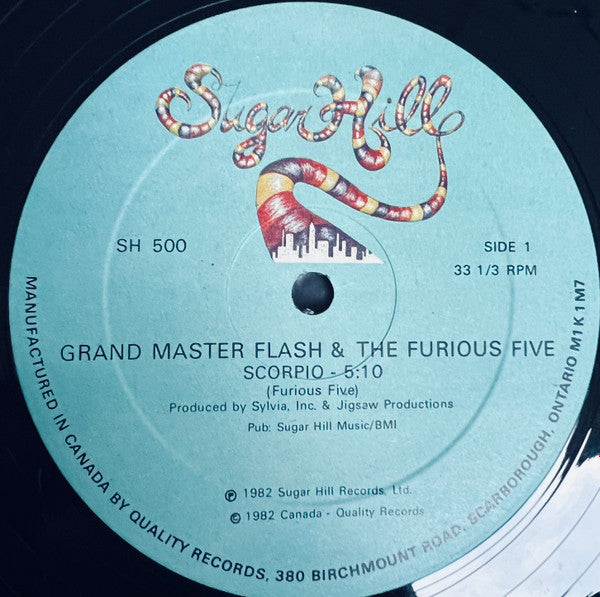 Sugar Hill
SH 500
SIDE 1
33 1/3 RPM
GRAND MASTER FLASH & THE FURIOUS FIVE
SCORPIO - 5:10
(Furious Five)
Produced by Sylvia, Inc. & Jigsaw Productions
Pub: Sugar Hill Music/BMI
Ⓟ 1982 Sugar Hill Records, Ltd.
© 1982 Canada - Quality Records
MANUFACTURED IN CANADA BY QUALITY RECORDS, 380 BIRCHMOUNT ROAD, SCARBOROUGH, ONTARIO M1K 1M7